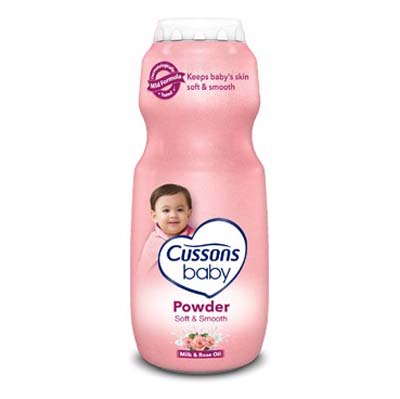 Mild Formula
Keeps baby's skin
soft & smooth
Cussons
baby
Powder
Soft & Smooth
Milk & Rose Oil